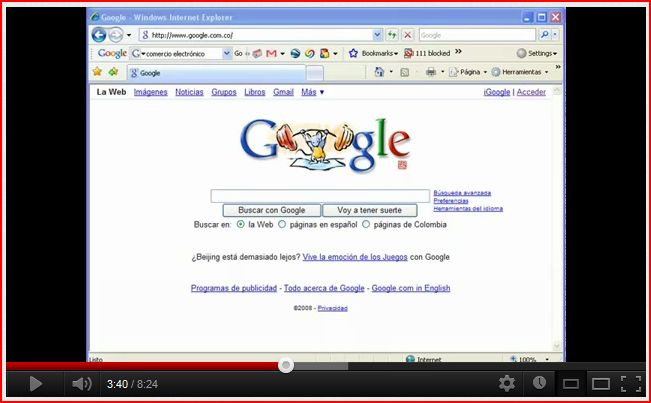 Google - Windows Internet Explorer
http://www.google.com.co/ Google
Google comercio electrónico Go Bookmarks 111 blocked Settings
Google Página Herramientas
La Web Imágenes Noticias Grupos Libros Gmail Más iGoogle | Acceder
Google
Búsqueda avanzada
Preferencias
Herramientas del idioma
Buscar con Google Voy a tener suerte
Buscar en: la Web páginas en español páginas de Colombia
¿Beijing está demasiado lejos? Vive la emoción de los Juegos con Google
Programas de publicidad - Todo acerca de Google - Google.com in English
©2008 - Privacidad
Listo Internet 100%
3:40 / 8:24